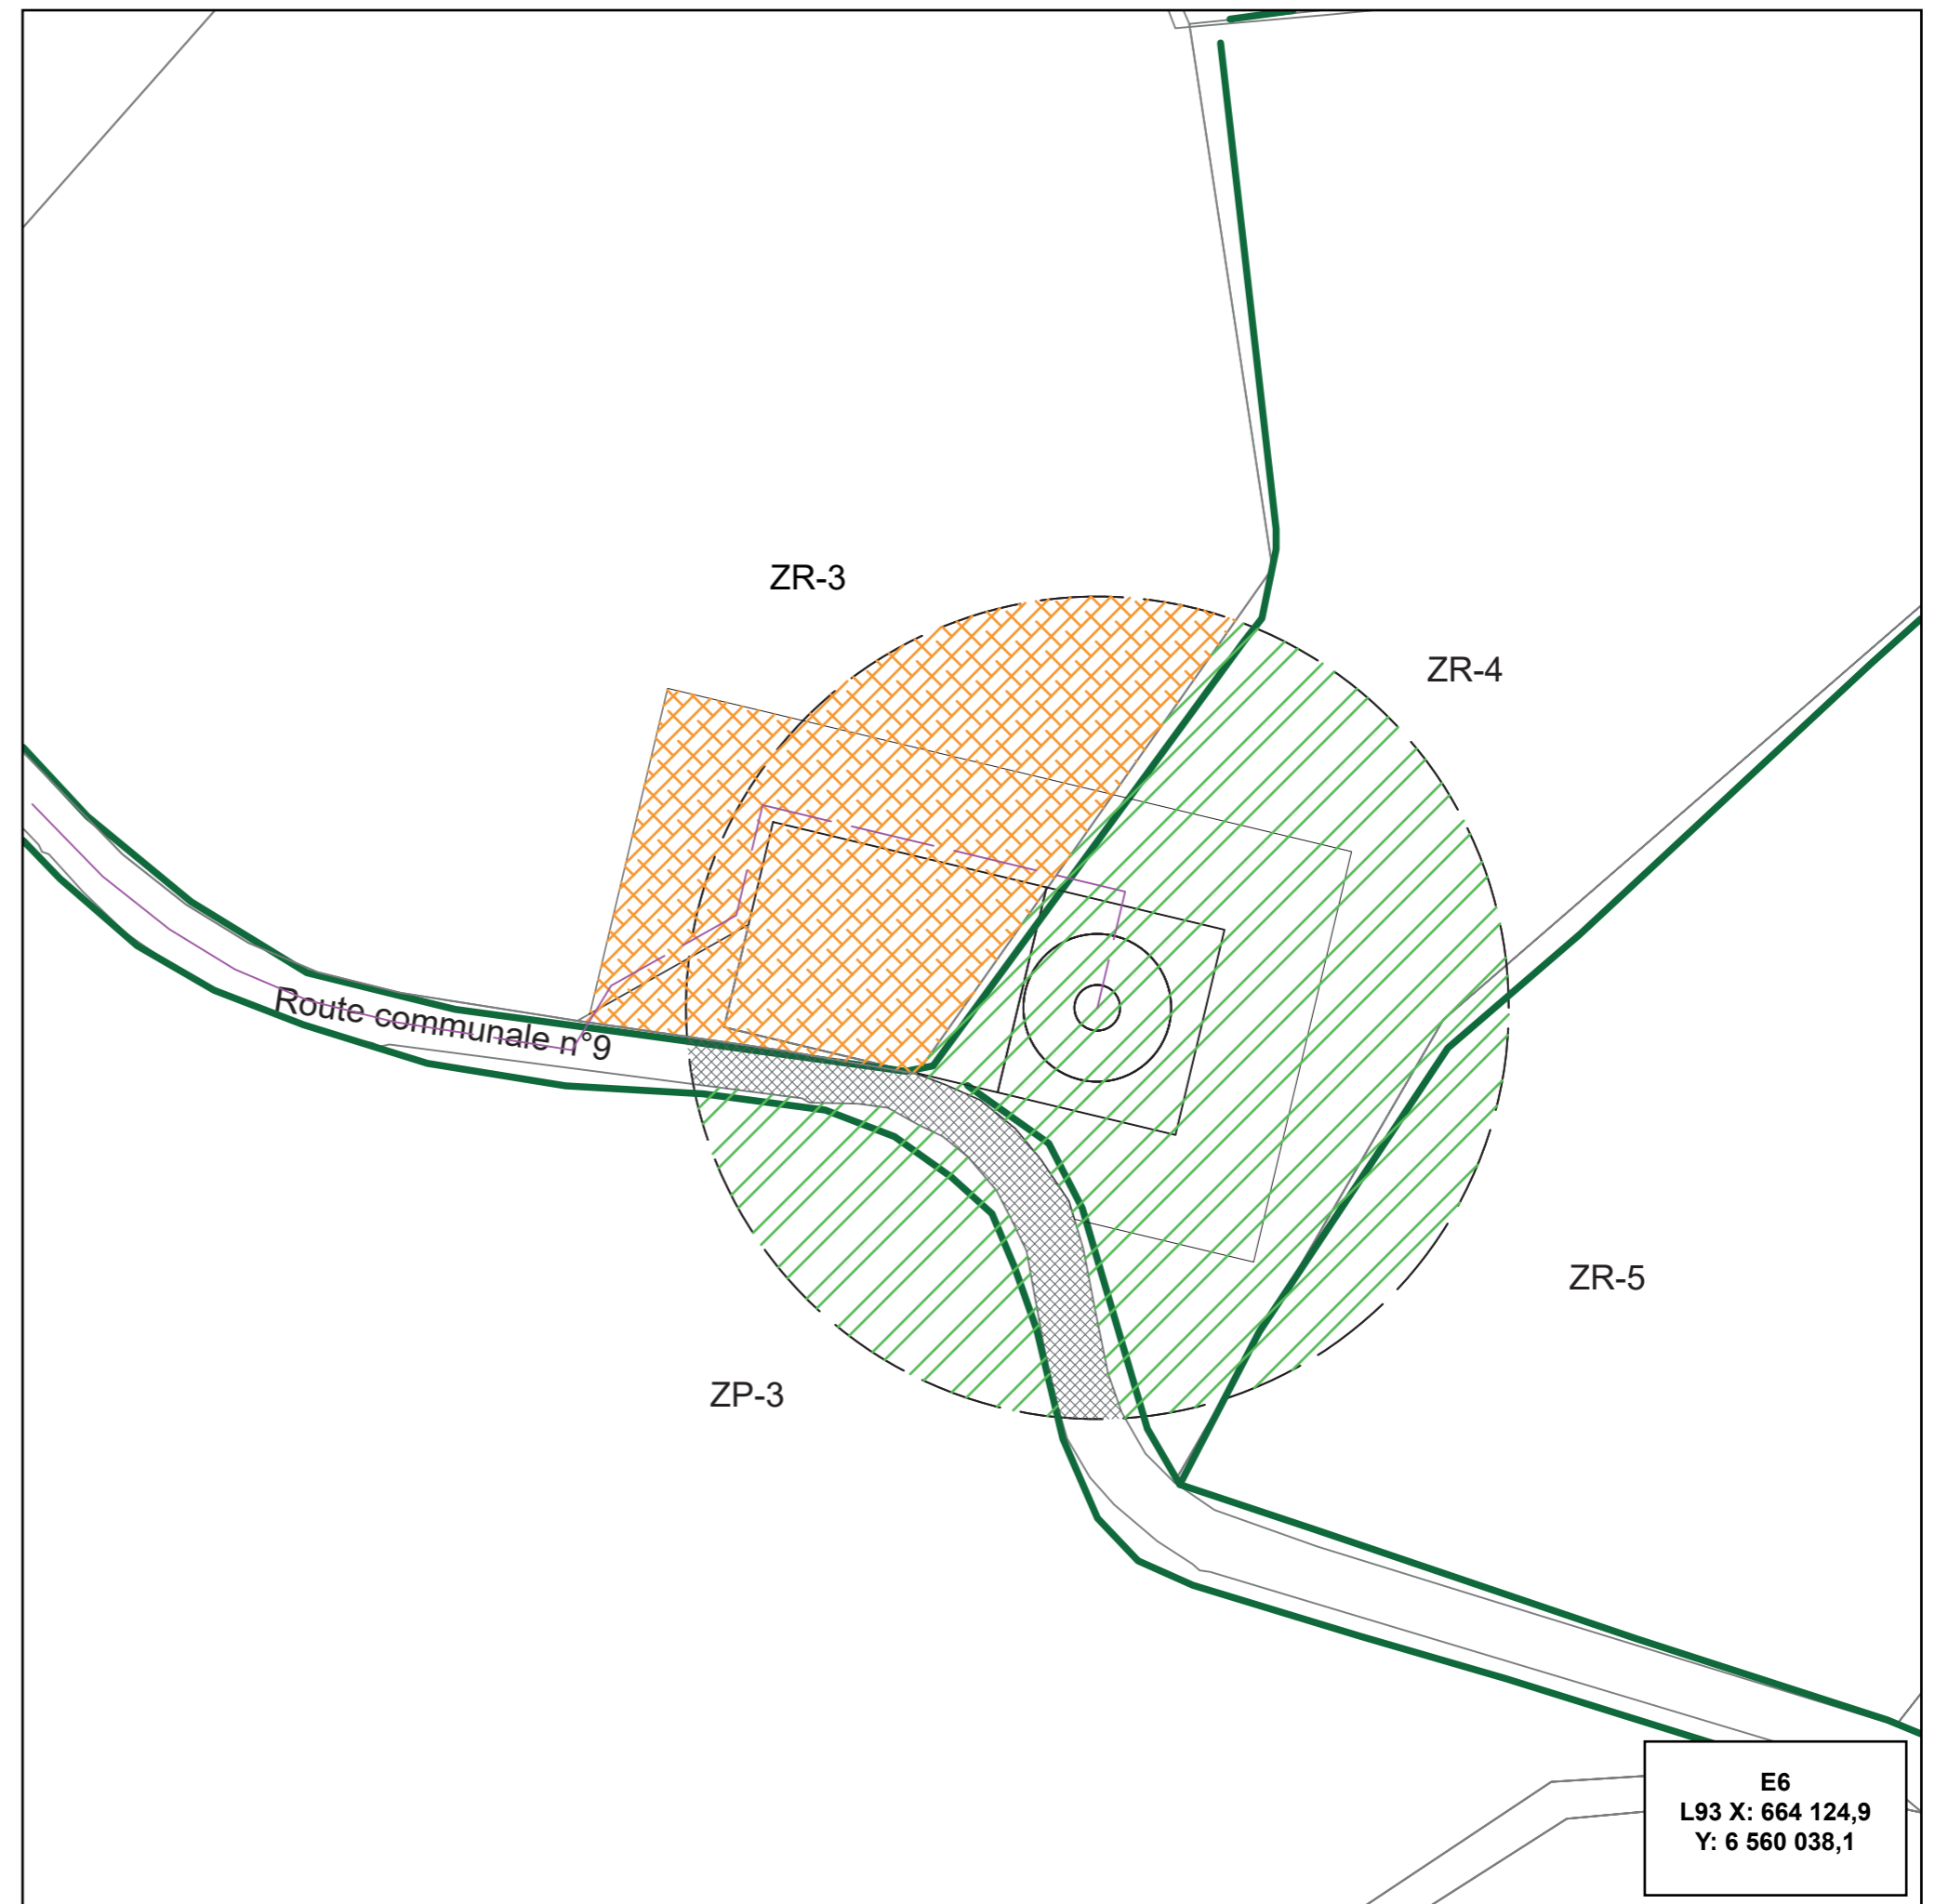 ZR-3
ZR-4
Route communale n°9
ZR-5
ZP-3
E6
L93 X: 664 124,9
Y: 6 560 038,1